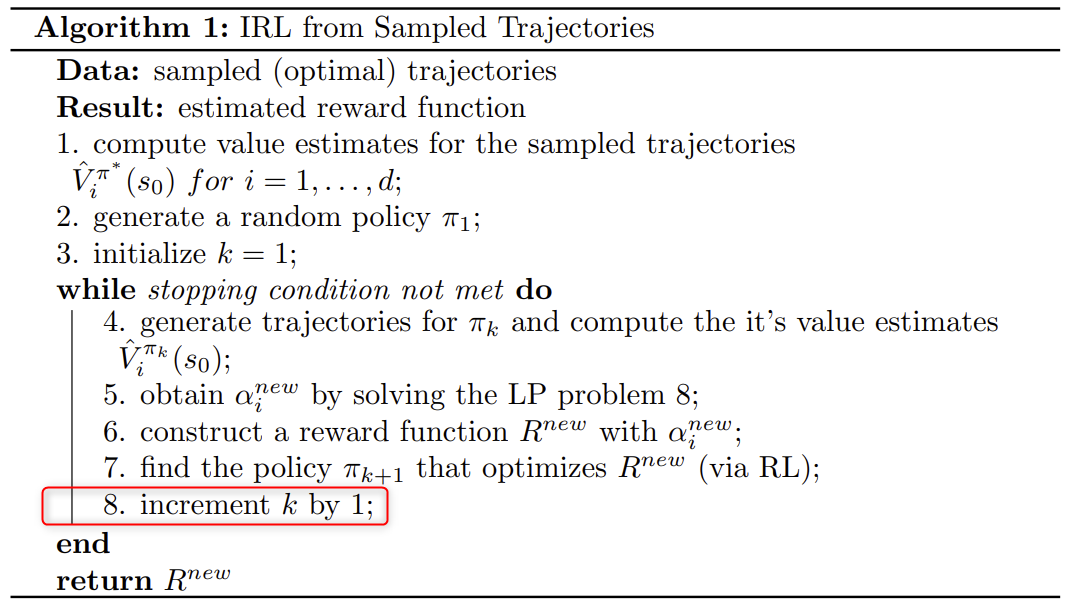 Algorithm 1: IRL from Sampled Trajectories
Data: sampled (optimal) trajectories
Result: estimated reward function
1. compute value estimates for the sampled trajectories
$\hat{V}_i^{\pi^*}(s_0)$ for $i = 1, \ldots, d$;
2. generate a random policy $\pi_1$;
3. initialize $k = 1$;
while stopping condition not met do
4. generate trajectories for $\pi_k$ and compute the it's value estimates
$\hat{V}_i^{\pi_k}(s_0)$;
5. obtain $\alpha_i^{new}$ by solving the LP problem 8;
6. construct a reward function $R^{new}$ with $\alpha_i^{new}$;
7. find the policy $\pi_{k+1}$ that optimizes $R^{new}$ (via RL);
8. increment $k$ by 1;
end
return $R^{new}$